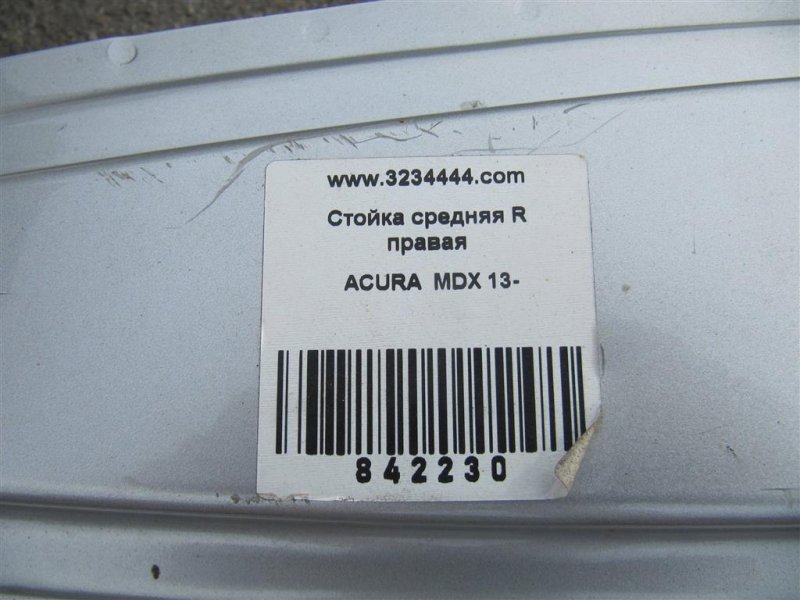 www.3234444.com
Стойка средняя R
правая
ACURA MDX 13-
842230